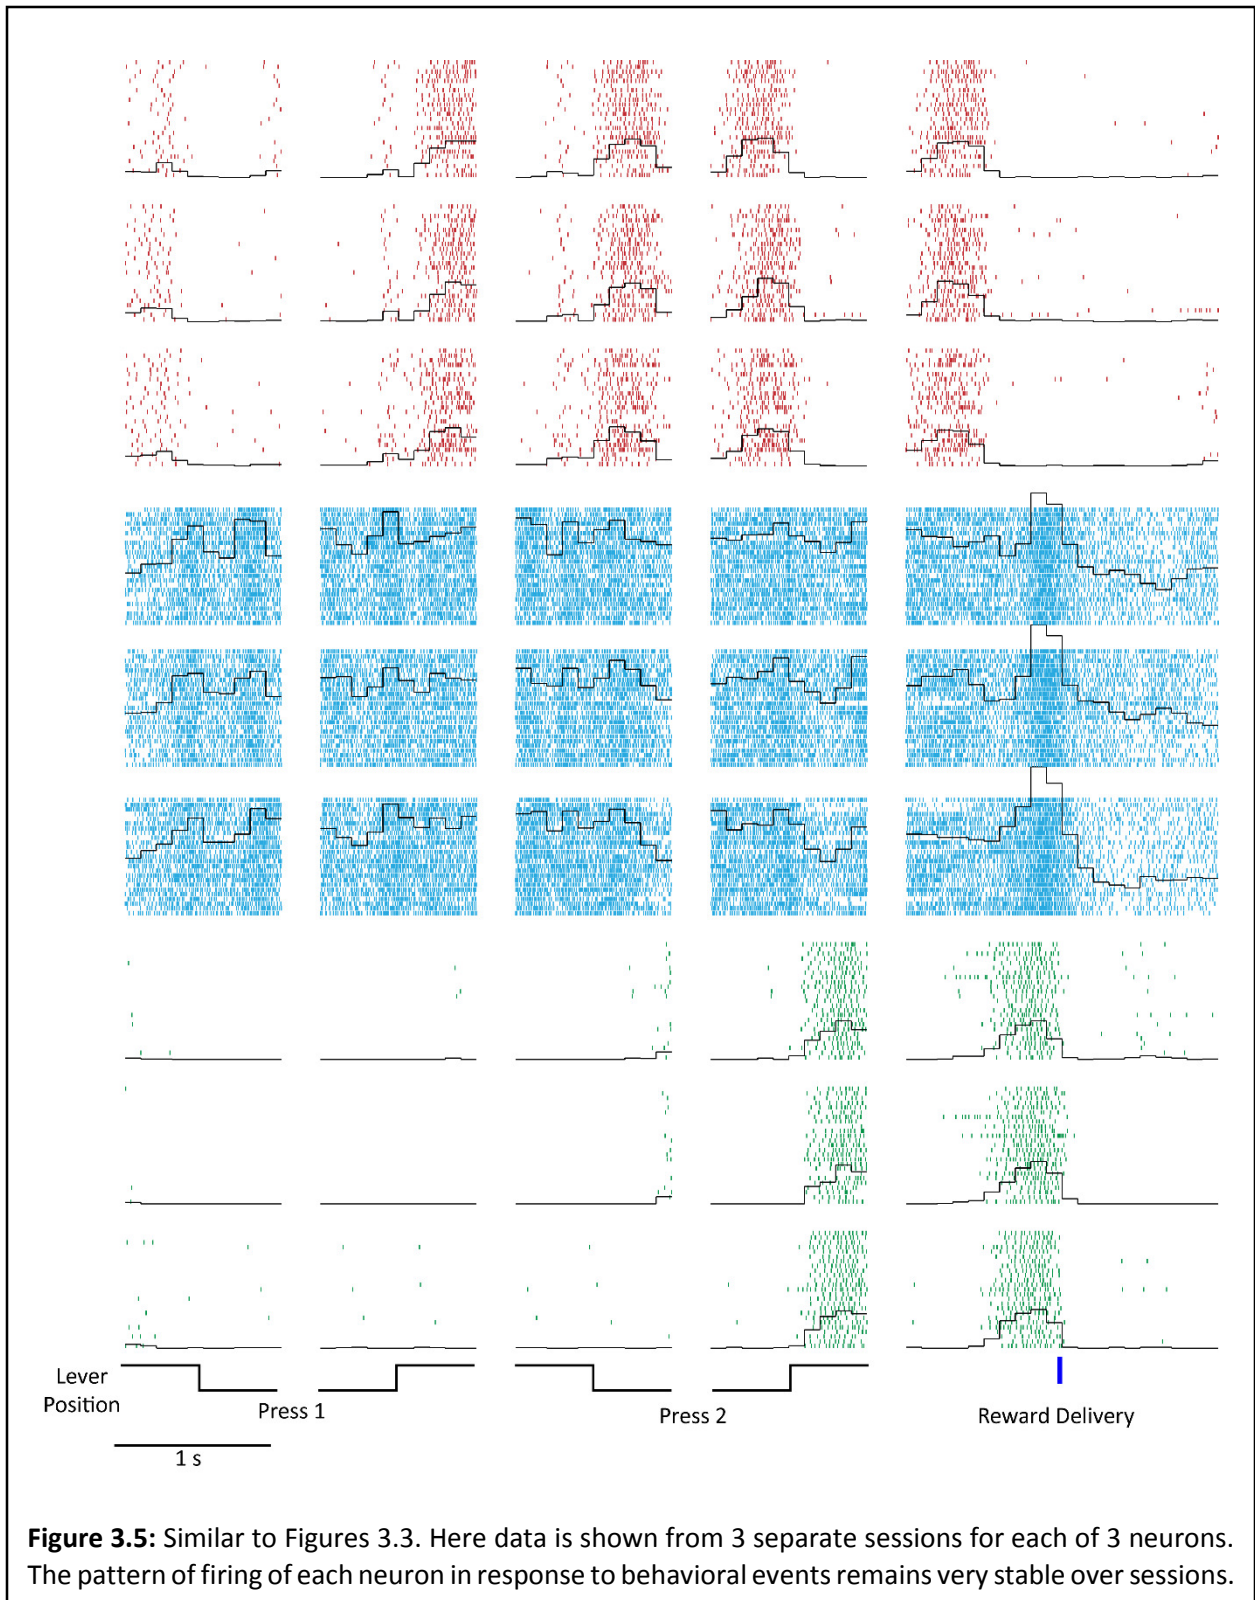 Lever
Position
Press 1
Press 2
Reward Delivery
1 s
Figure 3.5: Similar to Figures 3.3. Here data is shown from 3 separate sessions for each of 3 neurons.
The pattern of firing of each neuron in response to behavioral events remains very stable over sessions.